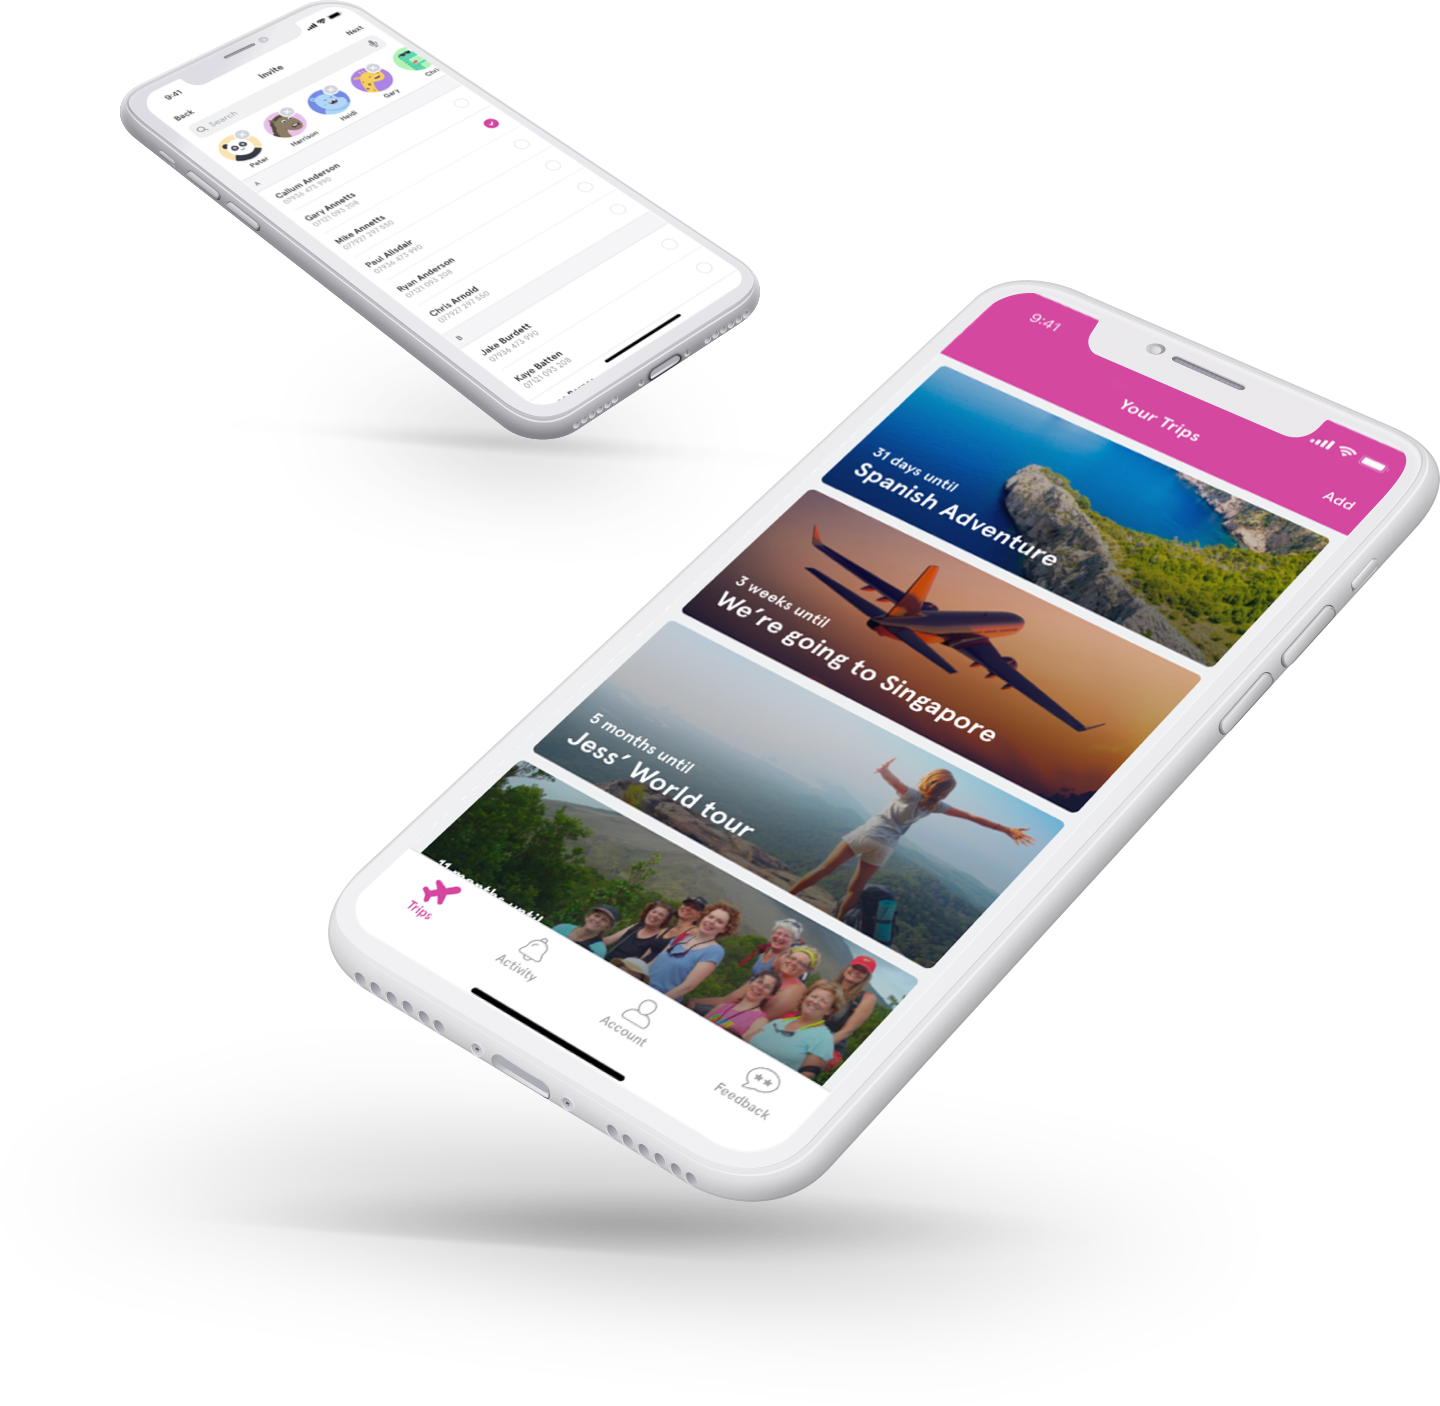 9:41
Back
Invite
Next
Search
Peter
Harrison
Heidi
Gary
Chri
A
Callum Anderson
07936 473 990
Gary Annetts
07121 093 208
Mike Annetts
077927 297 550
Paul Alisdair
07936 473 990
Ryan Anderson
07121 093 208
Chris Arnold
077927 297 550
B
Jake Burdett
07936 473 990
Kaye Batten
07121 093 208
9:41
Your Trips
Add
31 days until
Spanish Adventure
3 weeks until
We're going to Singapore
5 months until
Jess' World tour
11 months until
Trips
Activity
Account
Feedback